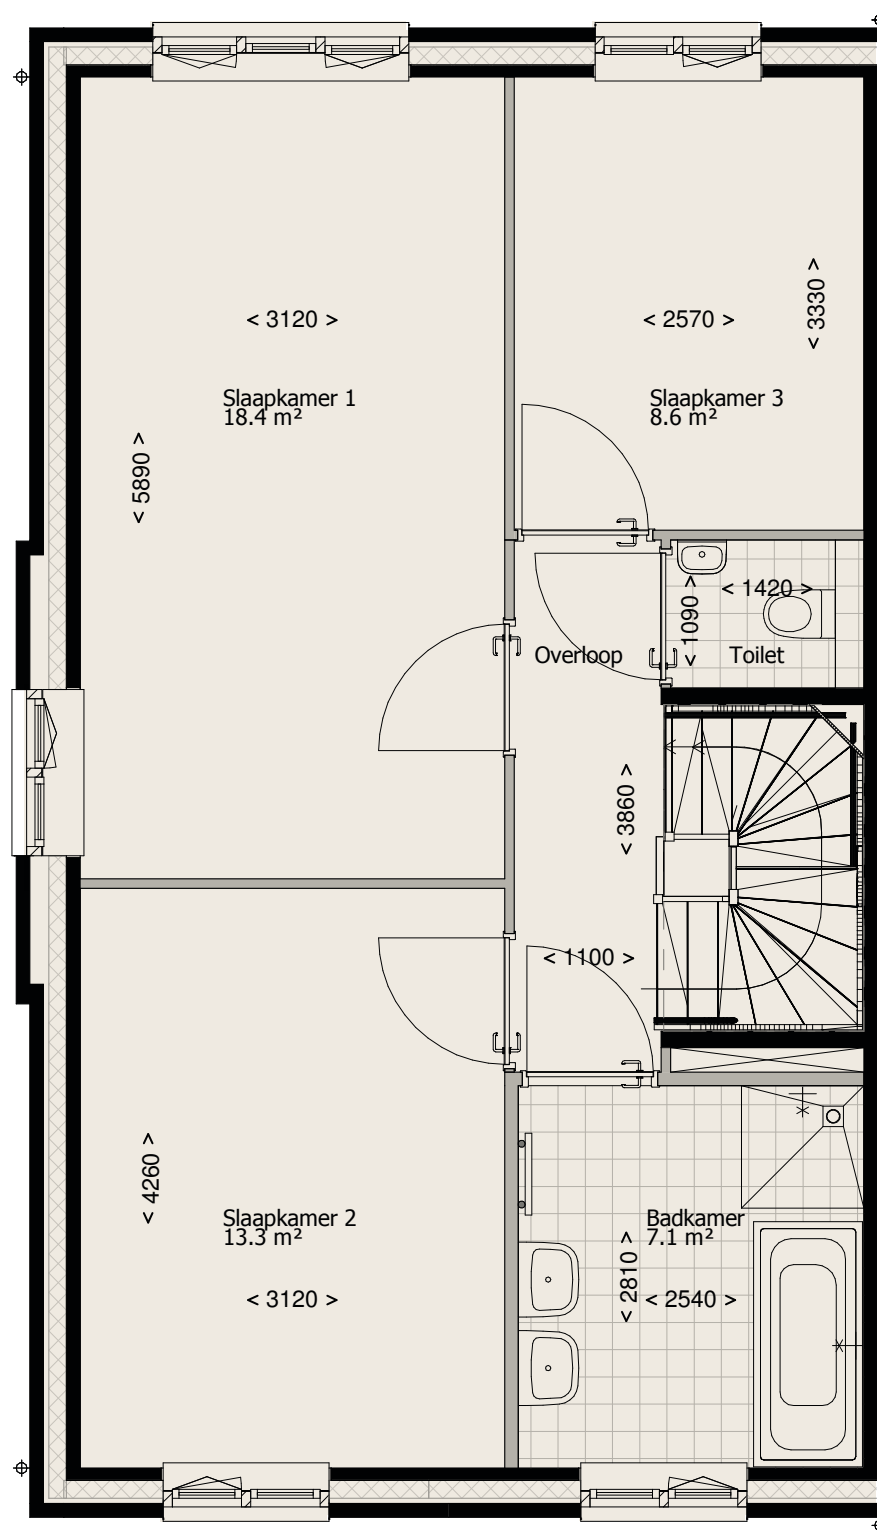 < 3330 >
< 3120 >
< 2570 >
Slaapkamer 1
18.4 m²
Slaapkamer 3
8.6 m²
< 5890 >
< 1420 >
< 1090 >
Overloop
Toilet
< 3860 >
< 1100 >
< 4260 >
Slaapkamer 2
13.3 m²
Badkamer
7.1 m²
< 2810 >
< 3120 >
< 2540 >